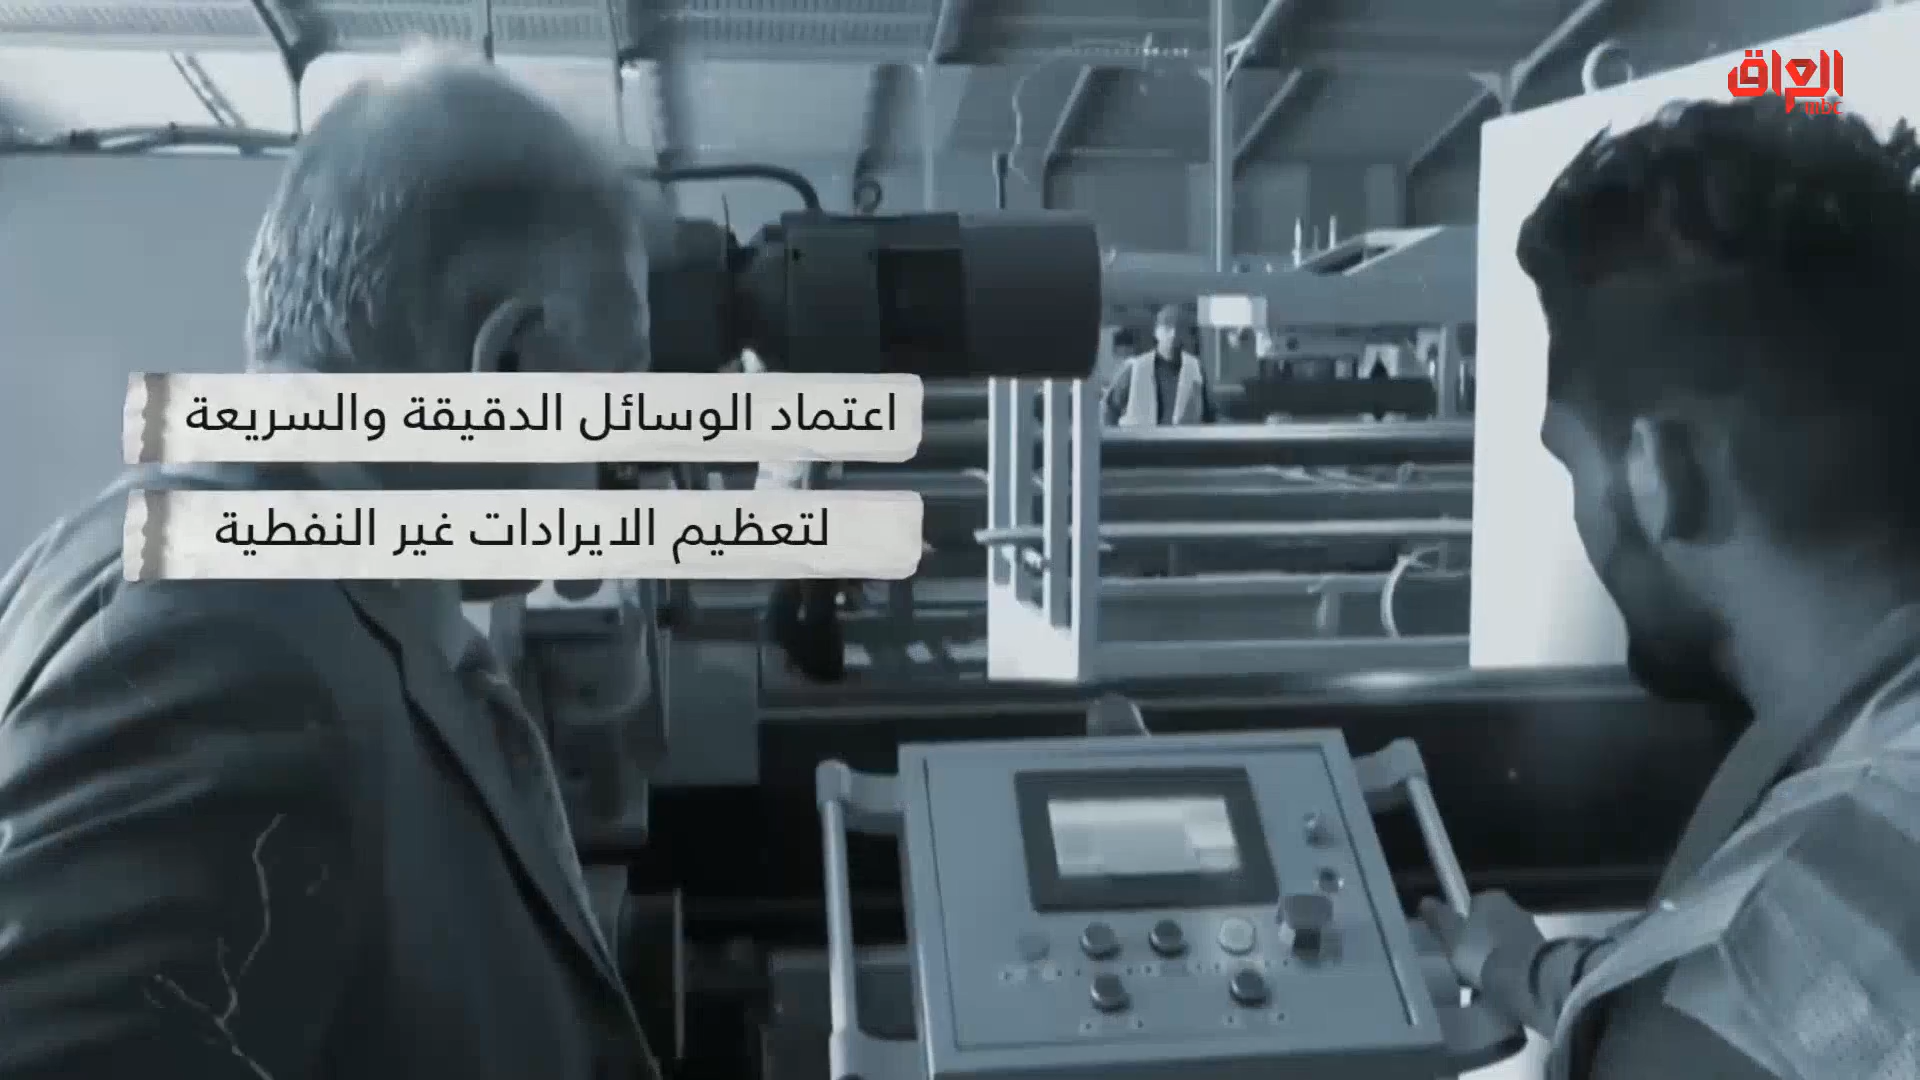 العراق
mbc
اعتماد الوسائل الدقيقة والسريعة
لتعظيم الايرادات غير النفطية